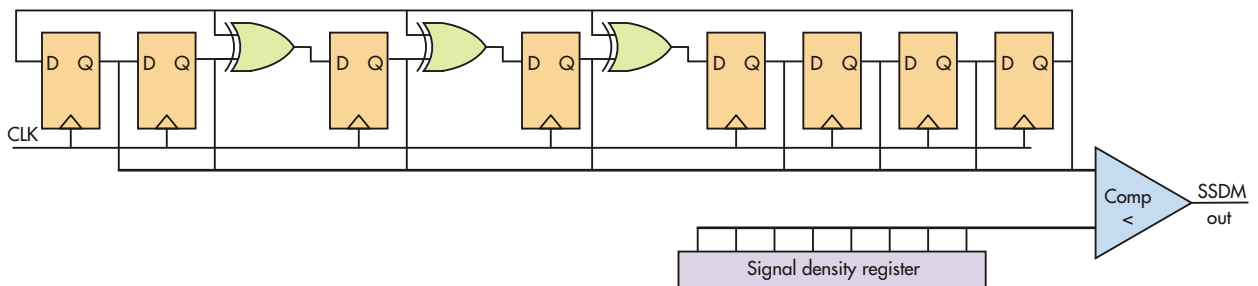 D Q D Q D Q D Q D Q D Q D Q D Q
CLK
Comp
<
SSDM
out
Signal density register